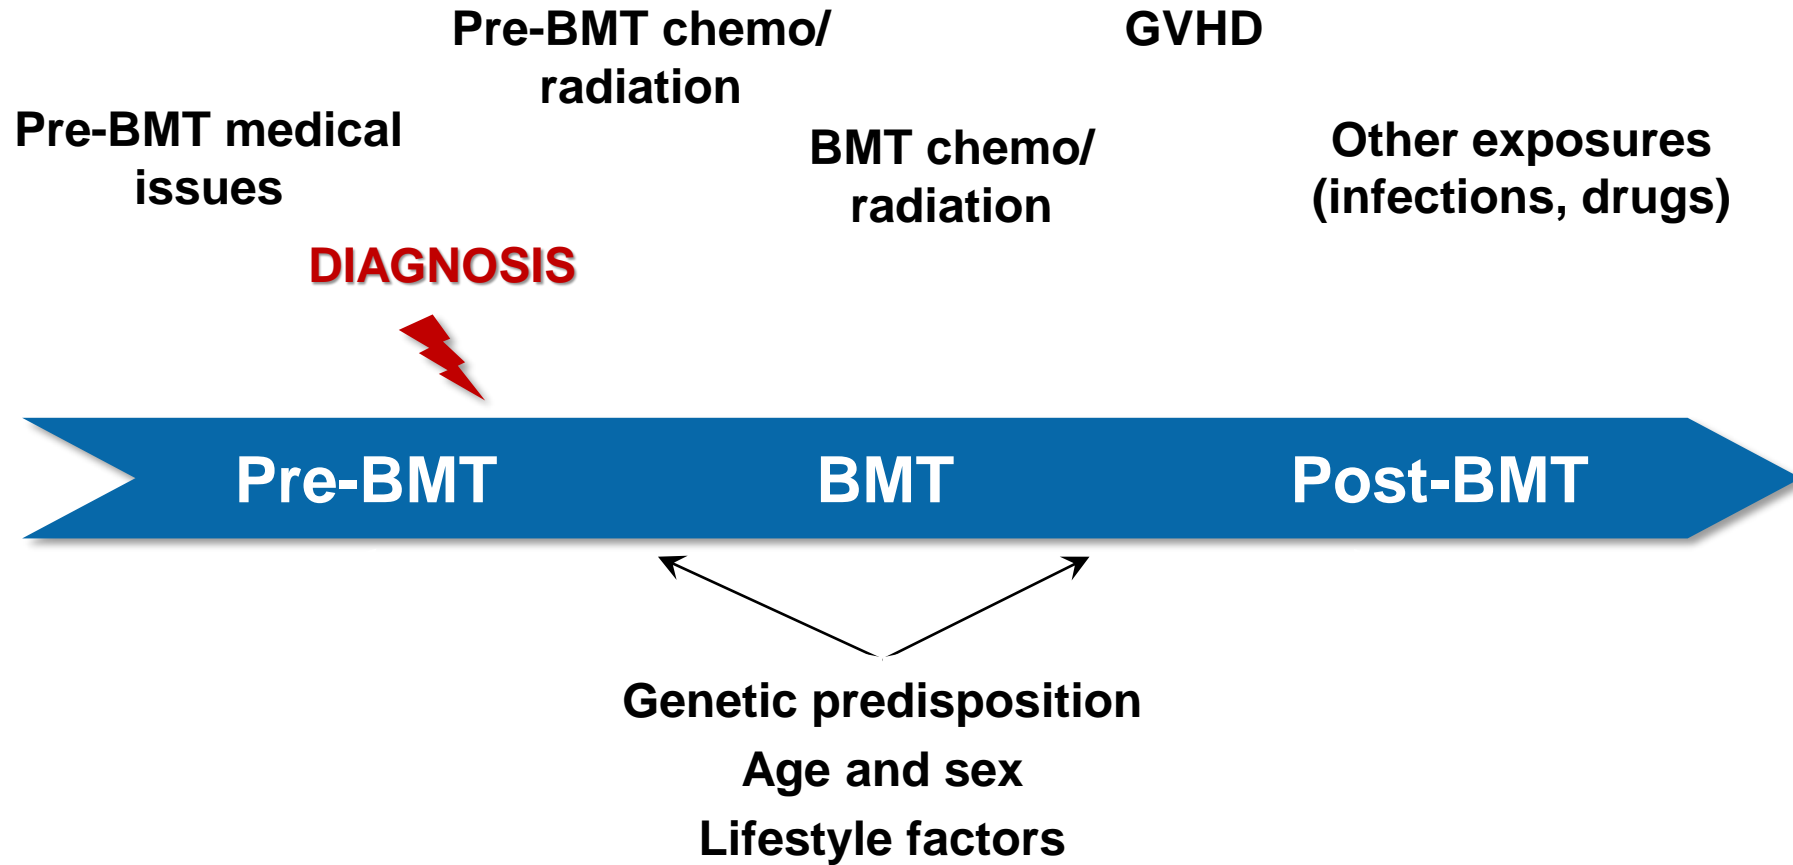 Pre-BMT chemo/
radiation
GVHD
Pre-BMT medical
issues
BMT chemo/
radiation
Other exposures
(infections, drugs)
DIAGNOSIS
Pre-BMT
BMT
Post-BMT
Genetic predisposition
Age and sex
Lifestyle factors